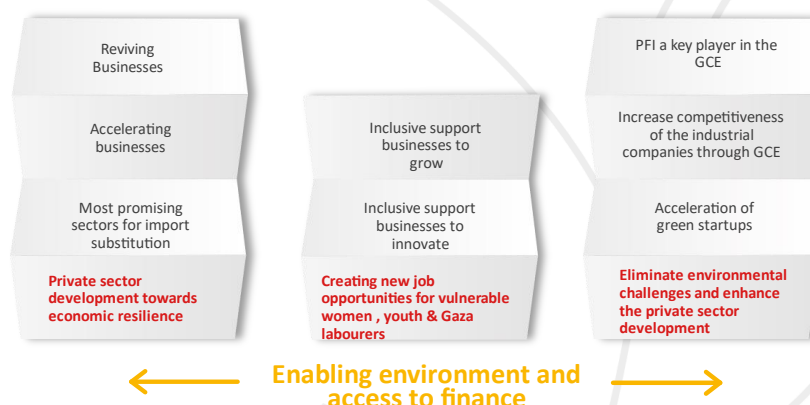 Reviving
Businesses
Accelerating
businesses
Most promising
sectors for import
substitution
Private sector
development towards
economic resilience
Inclusive support
businesses to
grow
Inclusive support
businesses to
innovate
Creating new job
opportunities for vulnerable
women , youth & Gaza
labourers
PFI a key player in the
GCE
Increase competitiveness
of the industrial
companies through GCE
Acceleration of
green startups
Eliminate environmental
challenges and enhance
the private sector
development
Enabling environment and
access to finance